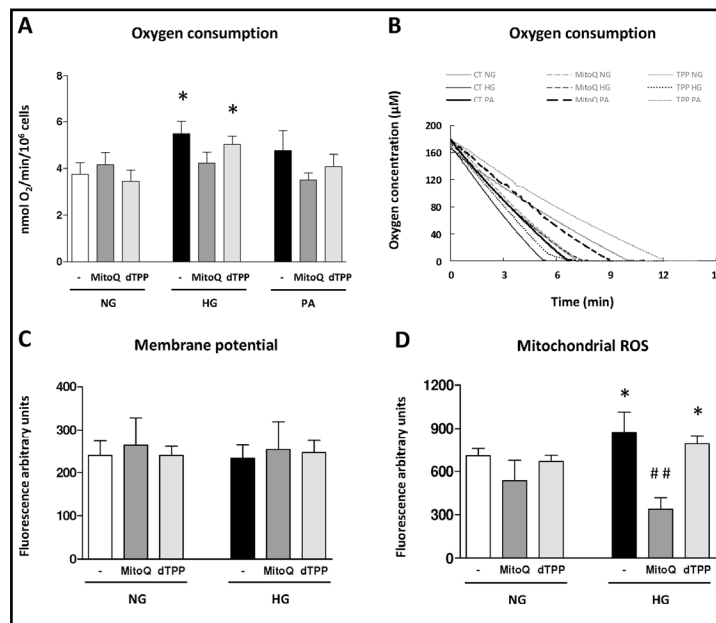 A
Oxygen consumption
nmol O₂/min/10⁶ cells
8
6
4
2
0
*
*
- MitoQ dTPP - MitoQ dTPP - MitoQ dTPP
NG HG PA
B
Oxygen consumption
CT NG MitoQ NG TPP NG
CT HG MitoQ HG TPP HG
CT PA MitoQ PA TPP PA
Oxygen concentration (µM)
200
160
120
80
40
0
0 3 6 9 12 15
Time (min)
C
Membrane potential
Fluorescence arbitrary units
400
300
200
100
0
- MitoQ dTPP - MitoQ dTPP
NG HG
D
Mitochondrial ROS
Fluorescence arbitrary units
1200
900
600
300
0
*
##
*
- MitoQ dTPP - MitoQ dTPP
NG HG